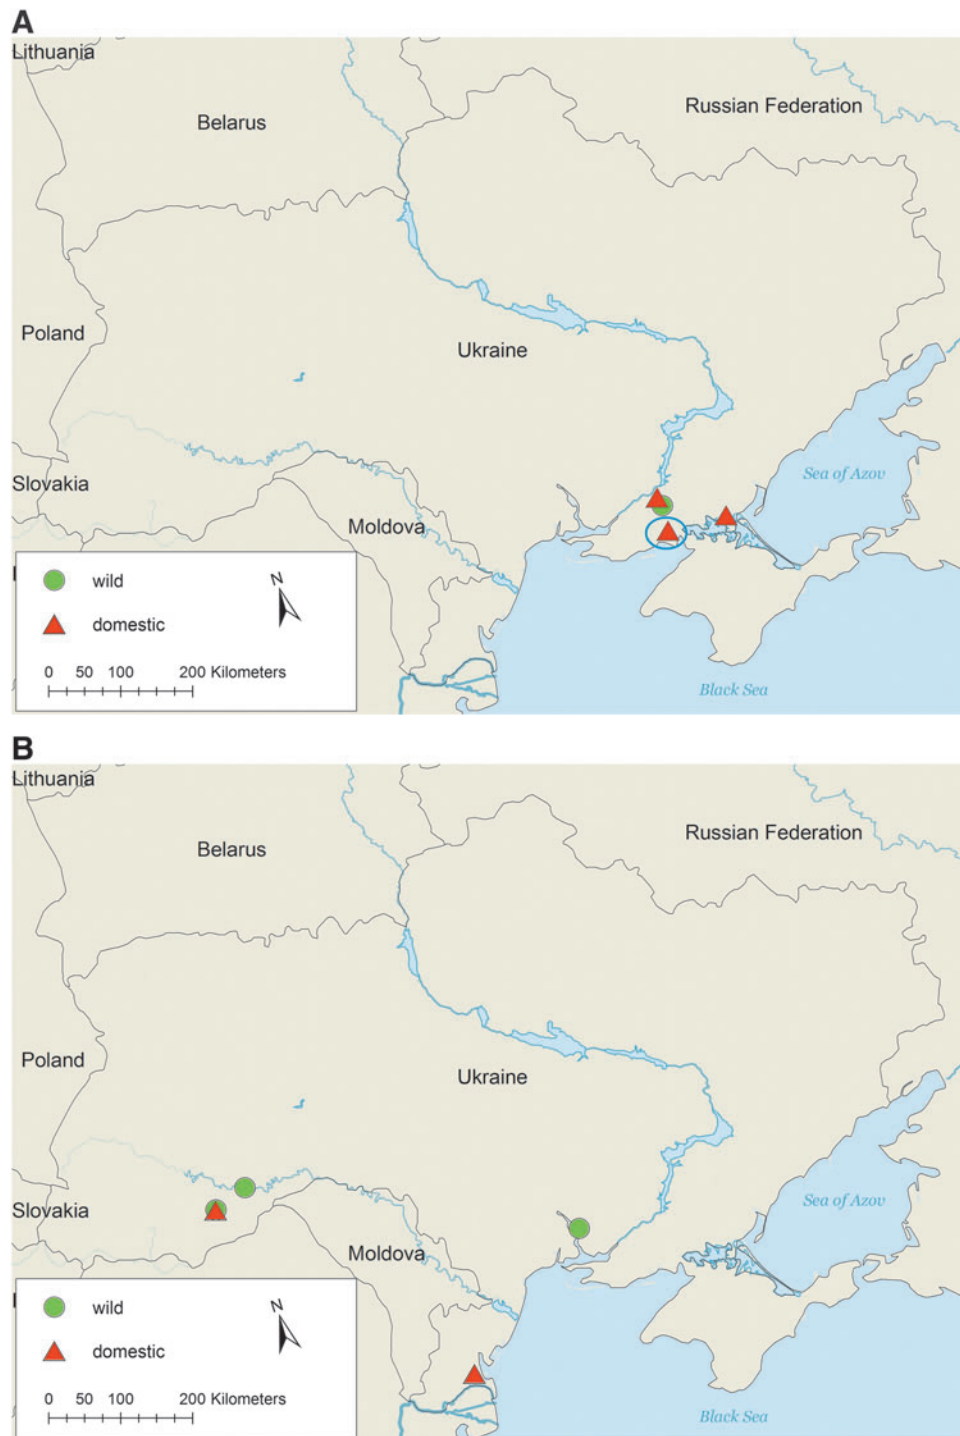 A
Lithuania
Belarus
Russian Federation
Poland
Ukraine
Sea of Azov
Slovakia
Moldova
wild
N
domestic
0 50 100 200 Kilometers
Black Sea
B
Lithuania
Belarus
Russian Federation
Poland
Ukraine
Sea of Azov
Slovakia
Moldova
wild
N
domestic
0 50 100 200 Kilometers
Black Sea